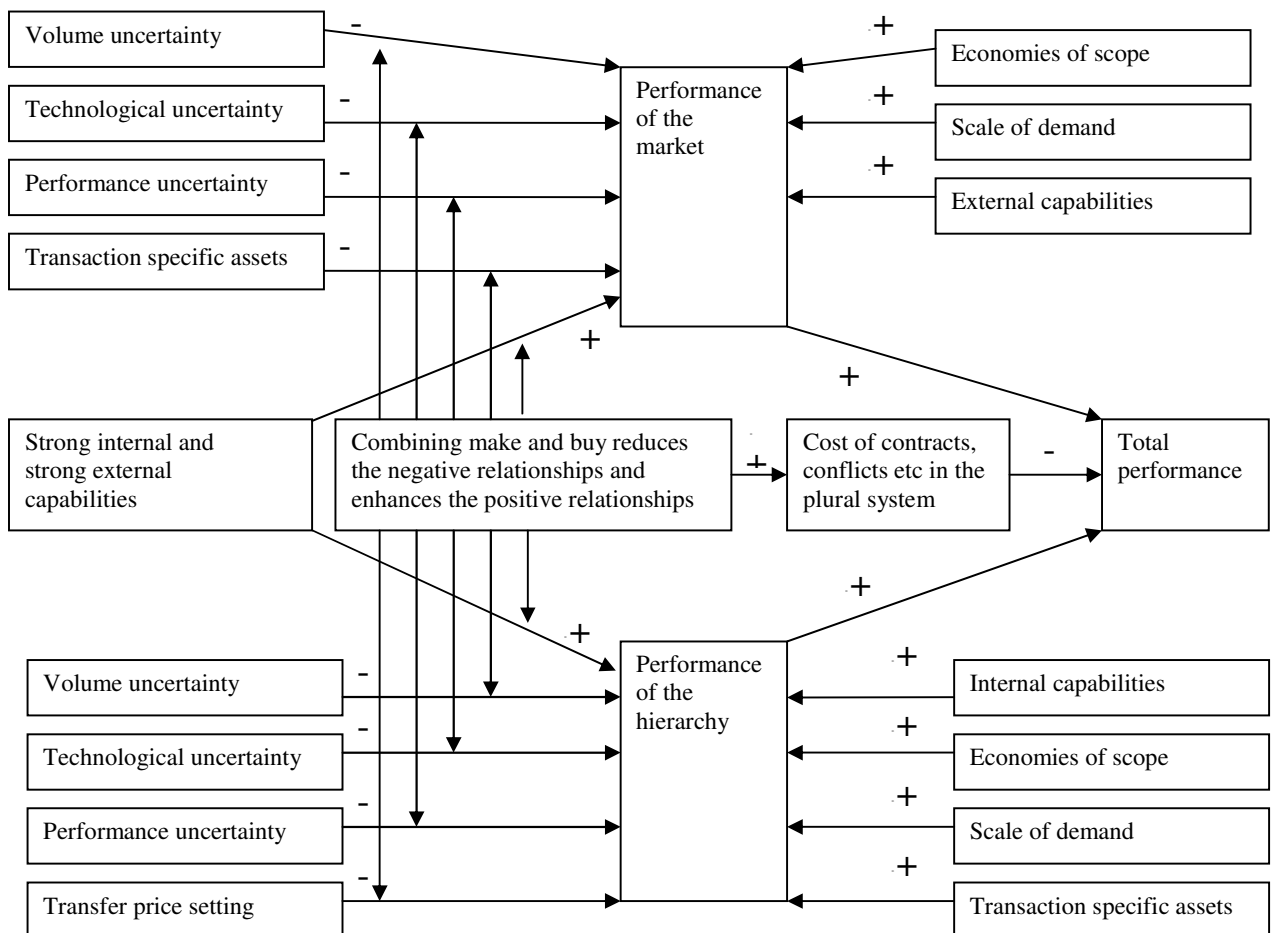 Volume uncertainty
-
+
Economies of scope
Technological uncertainty
-
+
Scale of demand
Performance
of the
market
Performance uncertainty
-
+
External capabilities
Transaction specific assets
-
+
+
Strong internal and
strong external
capabilities
Combining make and buy reduces
the negative relationships and
enhances the positive relationships
+
Cost of contracts,
conflicts etc in the
plural system
-
Total
performance
+
+
Performance
of the
hierarchy
Volume uncertainty
-
+
Internal capabilities
Technological uncertainty
-
+
Economies of scope
Performance uncertainty
-
+
Scale of demand
Transfer price setting
-
+
Transaction specific assets